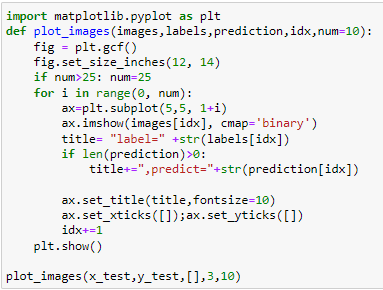 import matplotlib.pyplot as plt
def plot_images(images,labels,prediction,idx,num=10):
    fig = plt.gcf()
    fig.set_size_inches(12, 14)
    if num>25: num=25
    for i in range(0, num):
        ax=plt.subplot(5,5, 1+i)
        ax.imshow(images[idx], cmap='binary')
        title= "label=" +str(labels[idx])
        if len(prediction)>0:
            title+=",predict="+str(prediction[idx])

        ax.set_title(title,fontsize=10)
        ax.set_xticks([]);ax.set_yticks([])
        idx+=1
    plt.show()

plot_images(x_test,y_test,[],3,10)